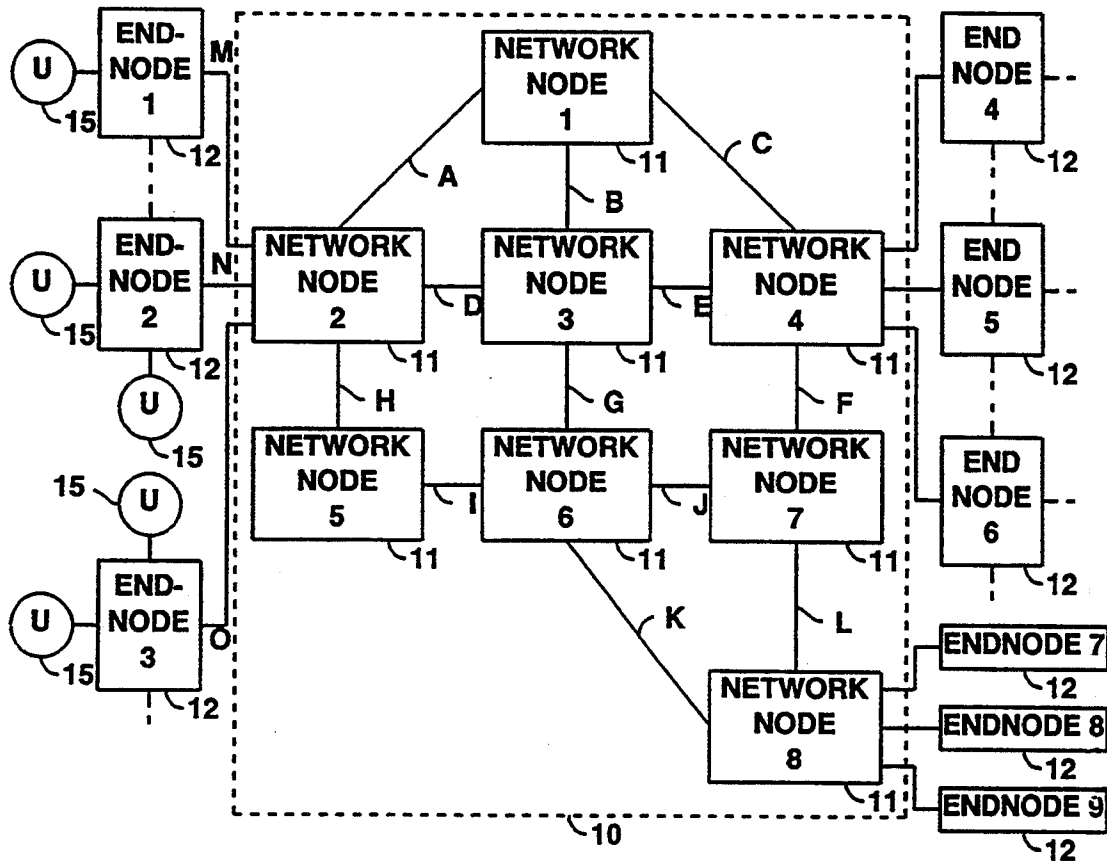 END-
NODE
1
M
U
15
12
NETWORK
NODE
1
11
A
B
C
END
NODE
4
12
END-
NODE
2
N
U
15
12
U
15
NETWORK
NODE
2
11
D
NETWORK
NODE
3
11
E
NETWORK
NODE
4
11
END
NODE
5
12
H
G
F
15
U
NETWORK
NODE
5
11
I
NETWORK
NODE
6
11
J
NETWORK
NODE
7
11
END
NODE
6
12
END-
NODE
3
O
U
15
12
K
L
NETWORK
NODE
8
11
ENDNODE 7
12
ENDNODE 8
12
ENDNODE 9
12
10